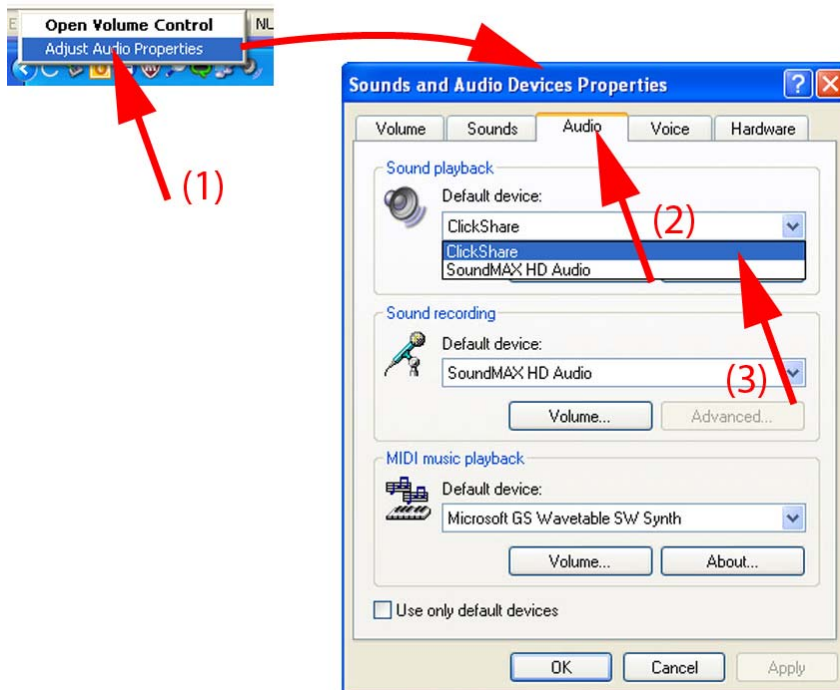 Open Volume Control
NL
Adjust Audio Properties
(1)
Sounds and Audio Devices Properties
Volume
Sounds
Audio
Voice
Hardware
Sound playback
Default device:
(2)
ClickShare
ClickShare
SoundMAX HD Audio
Sound recording
Default device:
SoundMAX HD Audio
(3)
Volume...
Advanced...
MIDI music playback
Default device:
Microsoft GS Wavetable SW Synth
Volume...
About...
Use only default devices
OK
Cancel
Apply